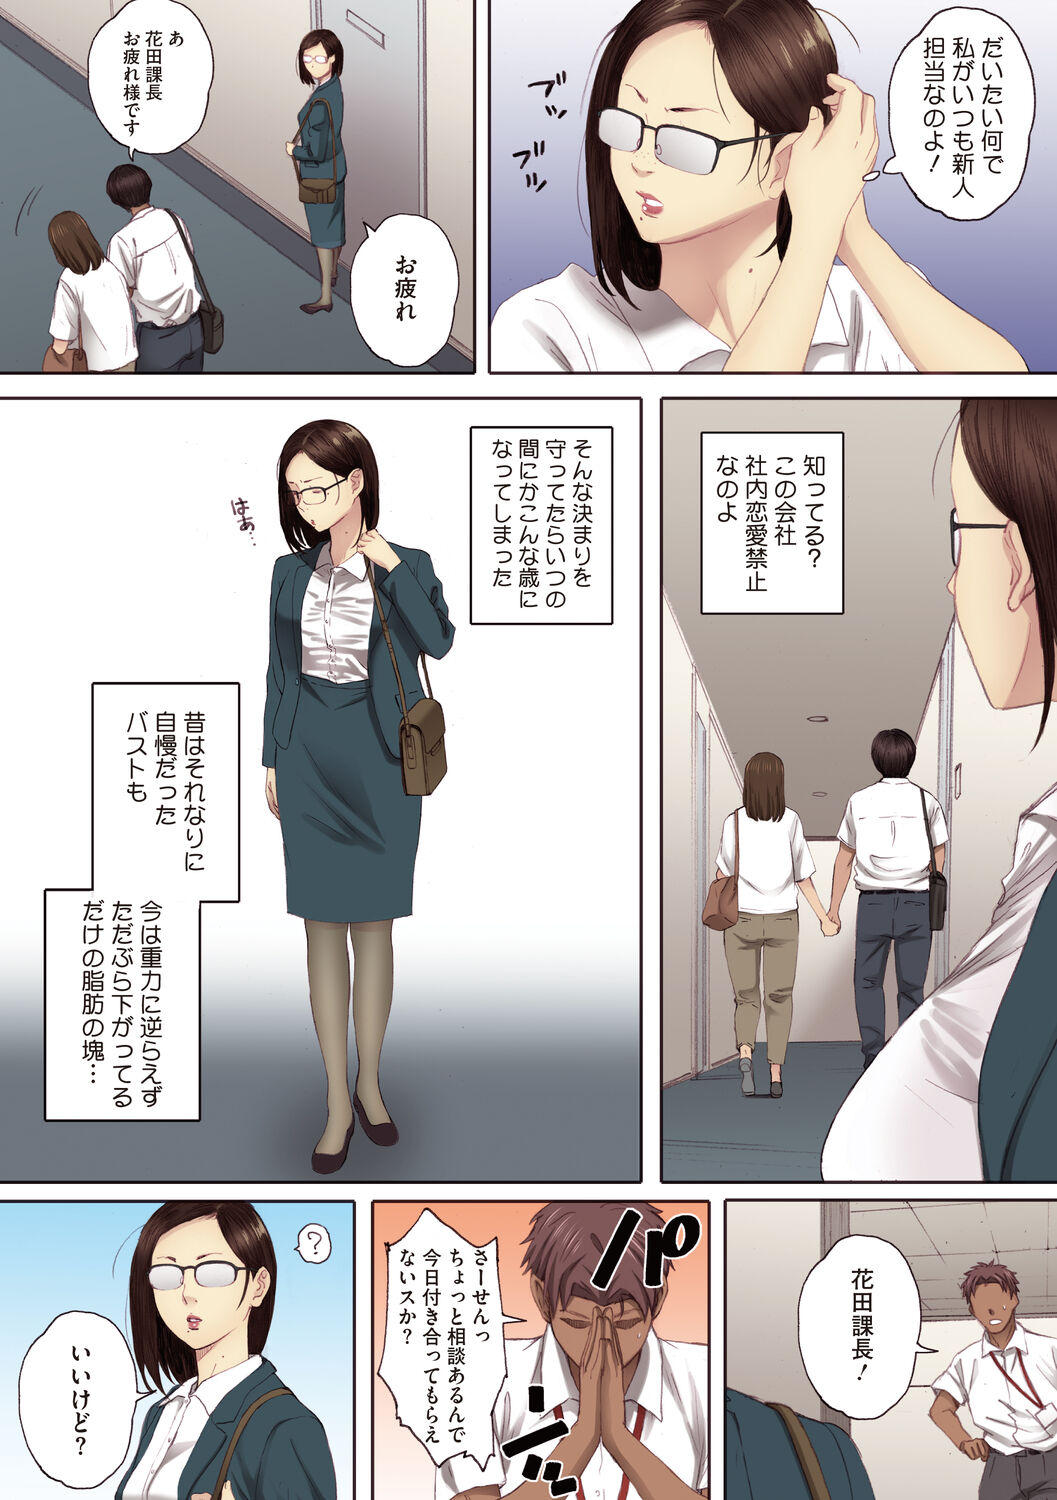 だいたい何で
私がいつも新人
担当なのよ！
ブツ
ブツ
あ
花田課長
お疲れ様です
お疲れ
知ってる？
この会社
社内恋愛禁止
なのよ
そんな決まりを
守ってたらいつの
間にかこんな歳に
なってしまった
はぁ…
昔はそれなりに
自慢だった
バストも
今は重力に逆らえず
ただぶら下がってる
だけの脂肪の塊…
花田課長！
パ
ン
さーせんっ
ちょっと相談あるんで
今日付き合ってもらえ
ないスか？
？
いいけど？